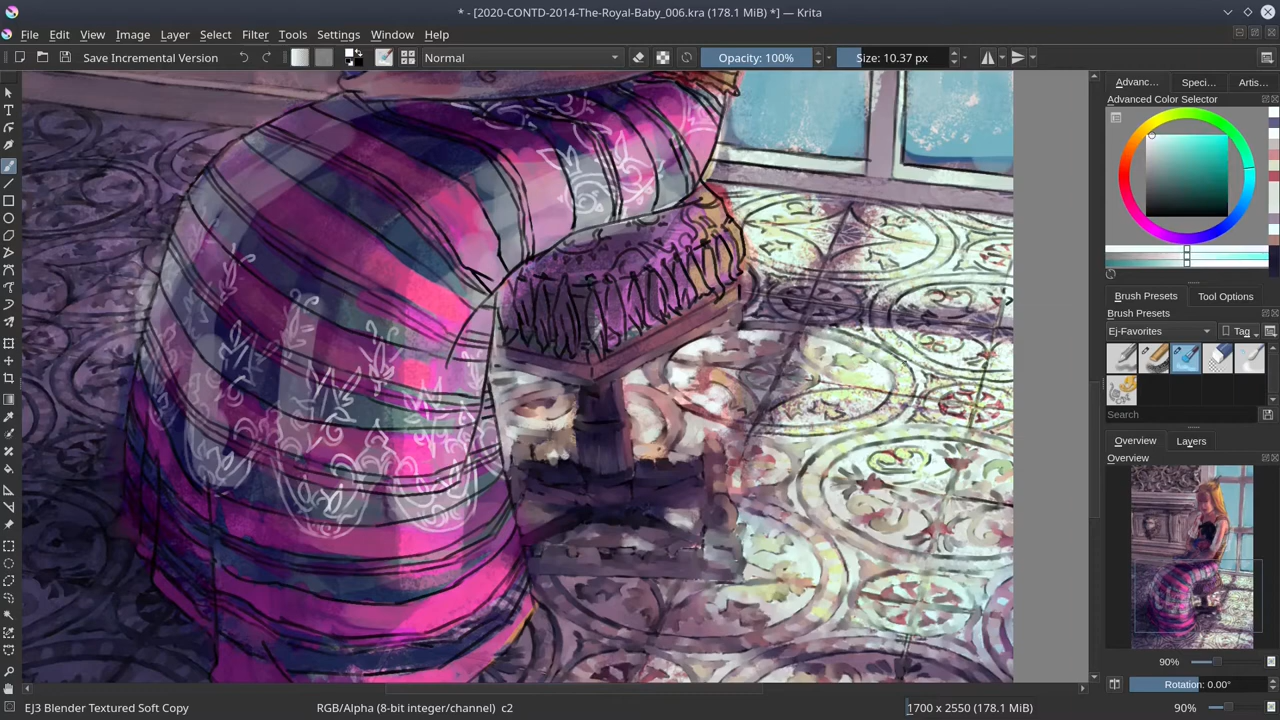 * - [2020-CONTD-2014-The-Royal-Baby_006.kra (178.1 MiB) *] — Krita
File Edit View Image Layer Select Filter Tools Settings Window Help
Save Incremental Version Normal Opacity: 100% Size: 10.37 px
Advanc... Speci... Artis...
Advanced Color Selector
Brush Presets Tool Options
Brush Presets
Ej-Favorites Tag
Search
Overview Layers
Overview
90%
Rotation: 0.00°
EJ3 Blender Textured Soft Copy RGB/Alpha (8-bit integer/channel) c2 1700 x 2550 (178.1 MiB) 90%